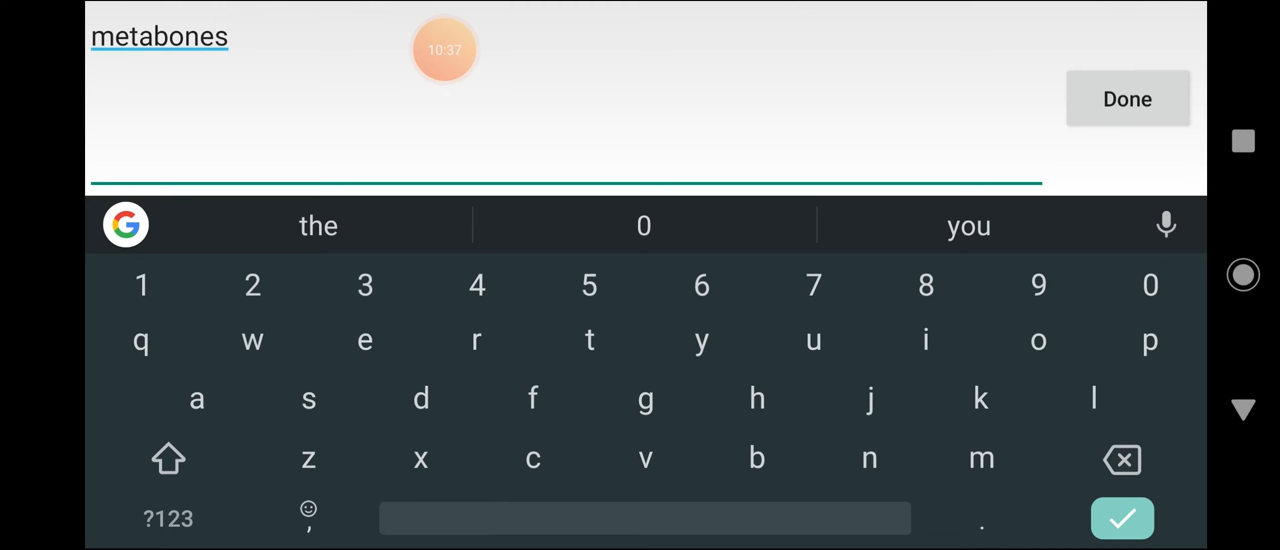 metabones
10:37
Done
the 0 you
1 2 3 4 5 6 7 8 9 0
q w e r t y u i o p
a s d f g h j k l
z x c v b n m
?123 , .